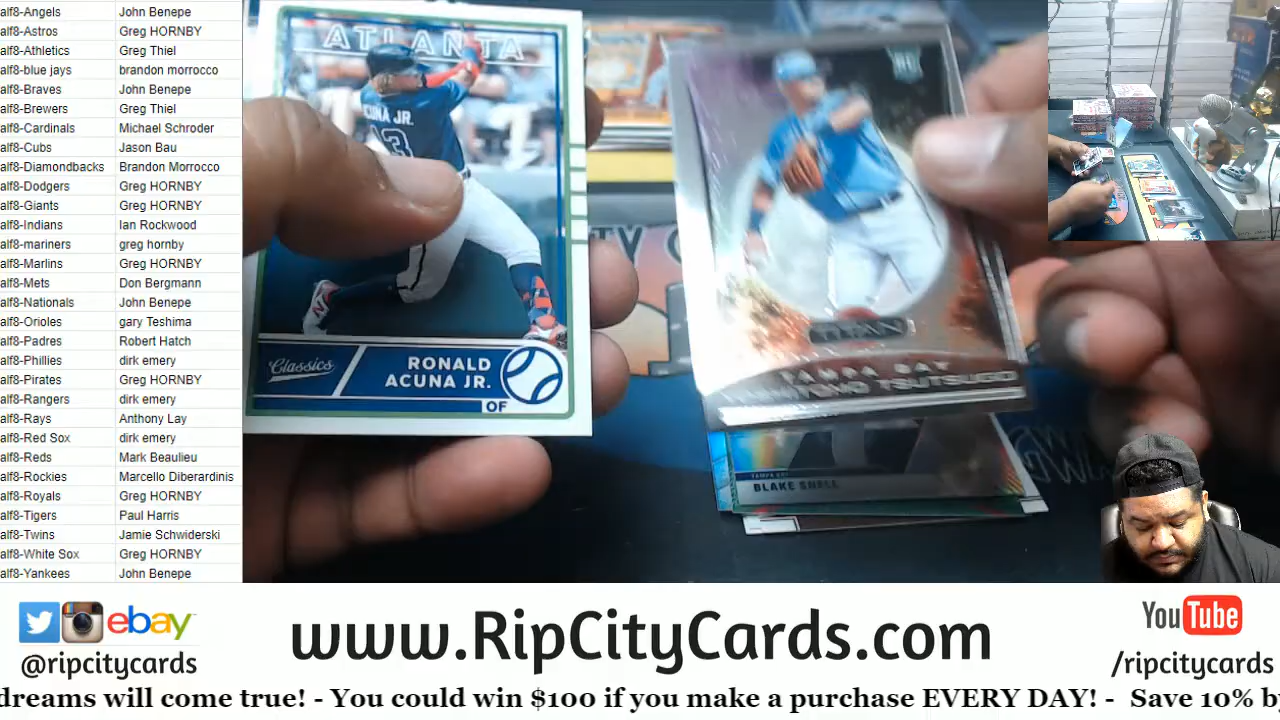 alf8-Angels John Benepe
alf8-Astros Greg HORNBY
alf8-Athletics Greg Thiel
alf8-blue jays brandon morrocco
alf8-Braves John Benepe
alf8-Brewers Greg Thiel
alf8-Cardinals Michael Schroder
alf8-Cubs Jason Bau
alf8-Diamondbacks Brandon Morrocco
alf8-Dodgers Greg HORNBY
alf8-Giants Greg HORNBY
alf8-Indians Ian Rockwood
alf8-mariners greg hornby
alf8-Marlins Greg HORNBY
alf8-Mets Don Bergmann
alf8-Nationals John Benepe
alf8-Orioles gary Teshima
alf8-Padres Robert Hatch
alf8-Phillies dirk emery
alf8-Pirates Greg HORNBY
alf8-Rangers dirk emery
alf8-Rays Anthony Lay
alf8-Red Sox dirk emery
alf8-Reds Mark Beaulieu
alf8-Rockies Marcello Diberardinis
alf8-Royals Greg HORNBY
alf8-Tigers Paul Harris
alf8-Twins Jamie Schwiderski
alf8-White Sox Greg HORNBY
alf8-Yankees John Benepe
ATLANTA
ACUNA JR.
13
Classics
RONALD
ACUNA JR.
OF
TITAN
TAMPA BAY
TSUTSUGO
TAMPA BAY
BLAKE SNELL
ebay
@ripcitycards
www.RipCityCards.com
YouTube
/ripcitycards
dreams will come true! - You could win $100 if you make a purchase EVERY DAY! - Save 10% b